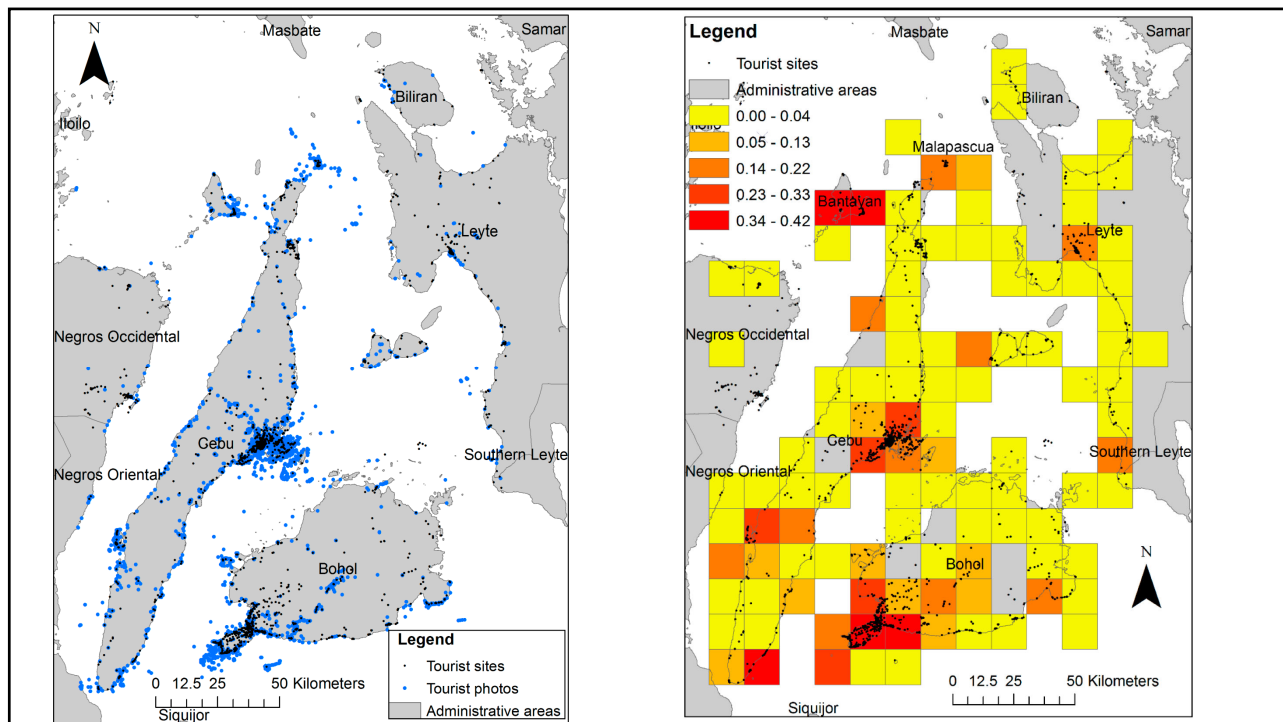 Masbate
Samar
N
Biliran
Iloilo
Leyte
Negros Occidental
Gebu
Southern Leyte
Negros Oriental
Bohol
Legend
Tourist sites
Tourist photos
Administrative areas
0 12.5 25 50 Kilometers
Siquijor
Legend
Tourist sites
Administrative areas
0.00 - 0.04
0.05 - 0.13
0.14 - 0.22
0.23 - 0.33
0.34 - 0.42
Masbate
Samar
Iloilo
Biliran
Malapascua
Bantayan
Leyte
Negros Occidental
Gebu
Southern Leyte
Negros Oriental
N
Bohol
0 12.5 25 50 Kilometers
Siquijor